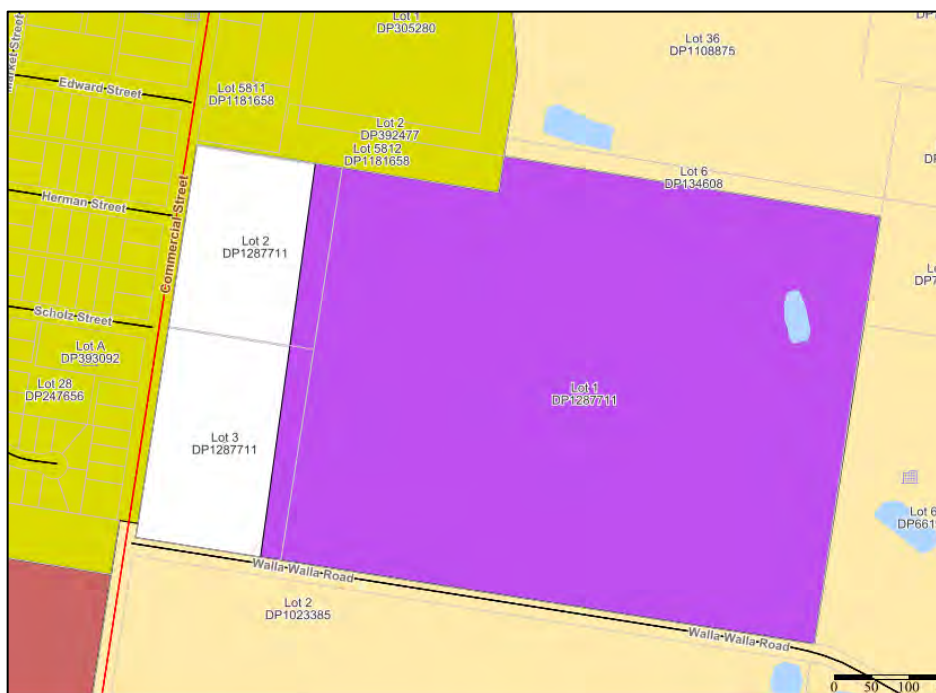 Lot 1
DP305280
Market Street
Lot 36
DP1108875
Edward Street
Lot 5811
DP1181658
Lot 2
DP392477
Lot 5812
DP1181658
Lot 6
DP134608
Herman Street
Commercial Street
Lot 2
DP1287711
Scholz Street
Lot A
DP393092
Lot 28
DP247656
Lot 1
DP1287711
Lot 3
DP1287711
Walla Walla Road
Lot 2
DP1023385
Walla Walla Road
0 50 100